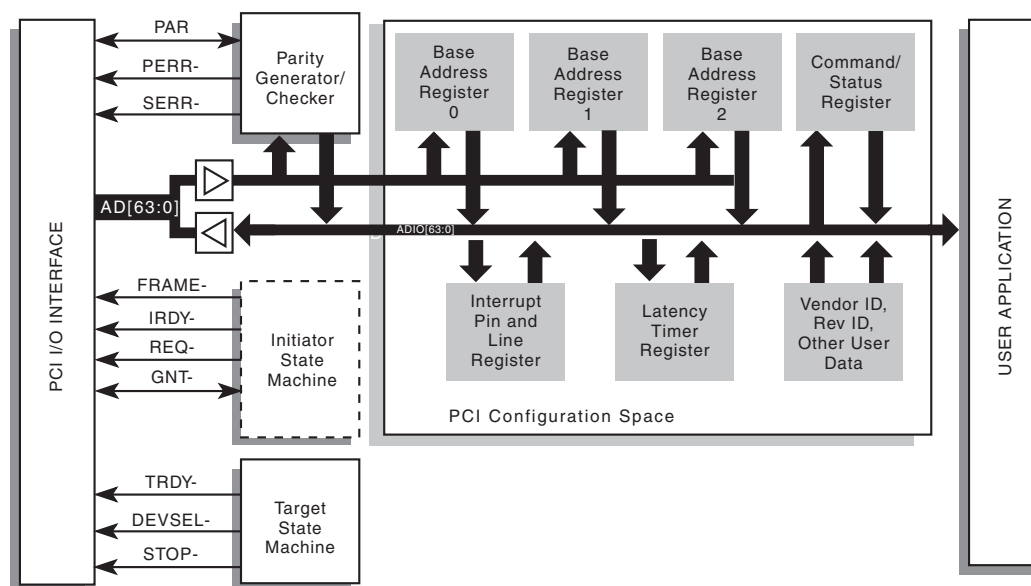 PCI I/O INTERFACE
PAR
PERR-
SERR-
Parity
Generator/
Checker
Base
Address
Register
0
Base
Address
Register
1
Base
Address
Register
2
Command/
Status
Register
AD[63:0]
ADIO[63:0]
FRAME-
IRDY-
REQ-
GNT-
Initiator
State
Machine
Interrupt
Pin and
Line
Register
Latency
Timer
Register
Vendor ID,
Rev ID,
Other User
Data
PCI Configuration Space
TRDY-
DEVSEL-
STOP-
Target
State
Machine
USER APPLICATION